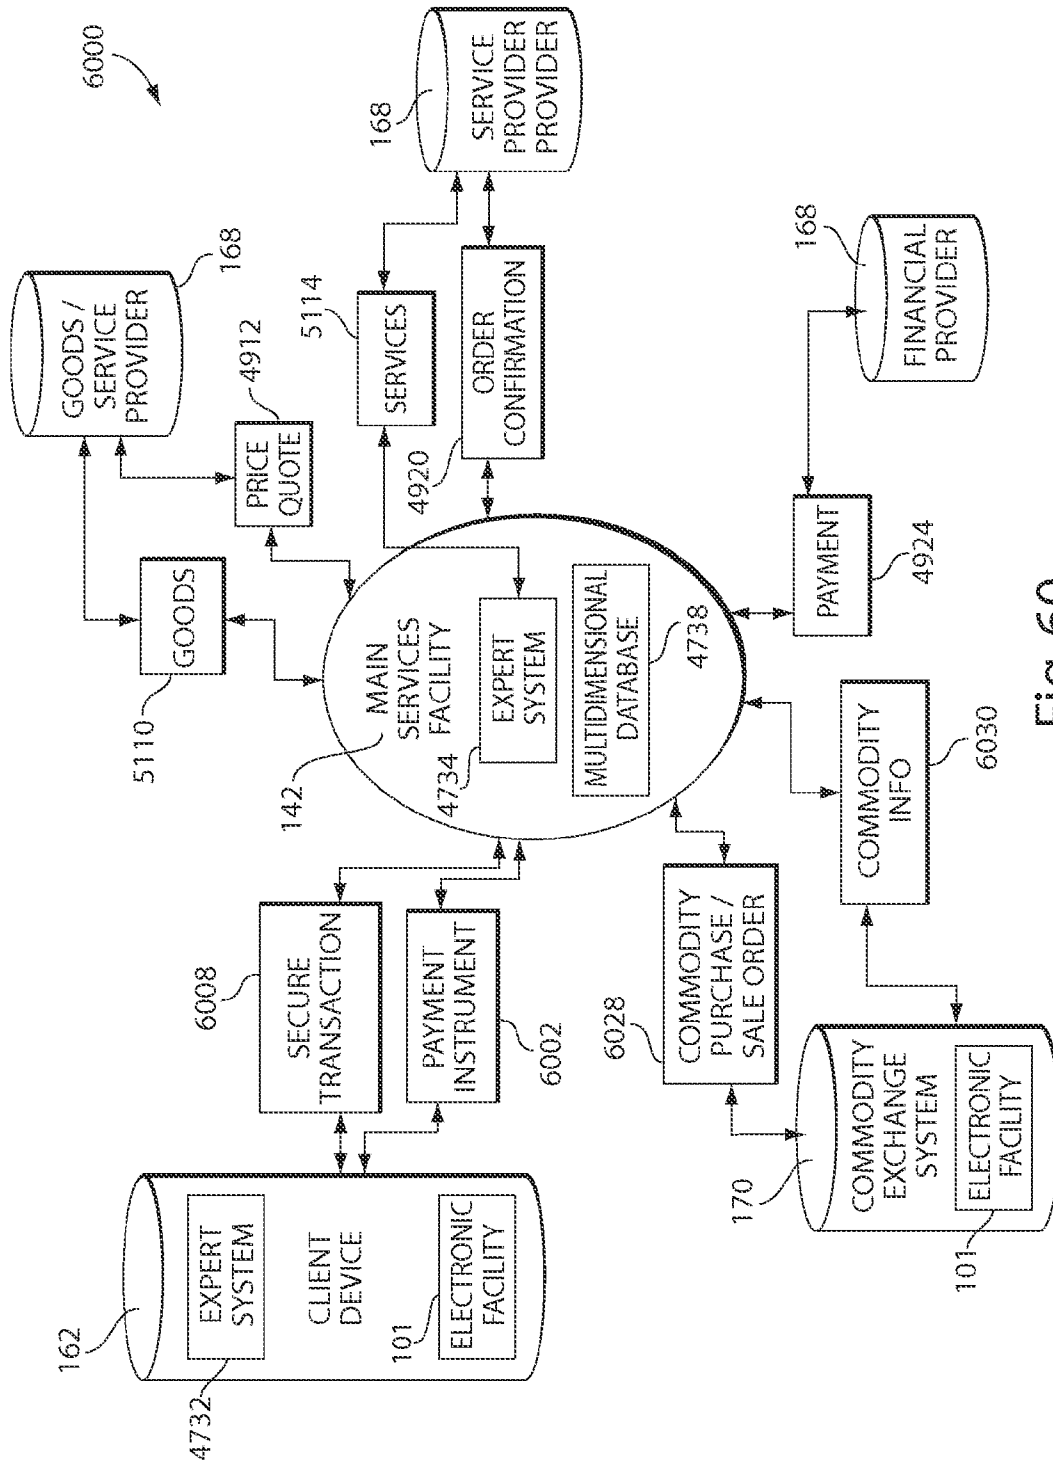 6000
162
4732
EXPERT
SYSTEM
CLIENT
DEVICE
101
ELECTRONIC
FACILITY
6008
SECURE
TRANSACTION
PAYMENT
INSTRUMENT
6002
5110
GOODS
GOODS /
SERVICE
PROVIDER
168
4912
PRICE
QUOTE
142
MAIN
SERVICES
FACILITY
4734
EXPERT
SYSTEM
MULTIDIMENSIONAL
DATABASE
4738
5114
SERVICES
4920
ORDER
CONFIRMATION
168
SERVICE
PROVIDER
PROVIDER
6028
COMMODITY
PURCHASE /
SALE ORDER
170
COMMODITY
EXCHANGE
SYSTEM
ELECTRONIC
FACILITY
101
COMMODITY
INFO
6030
PAYMENT
4924
168
FINANCIAL
PROVIDER
Fig. 60